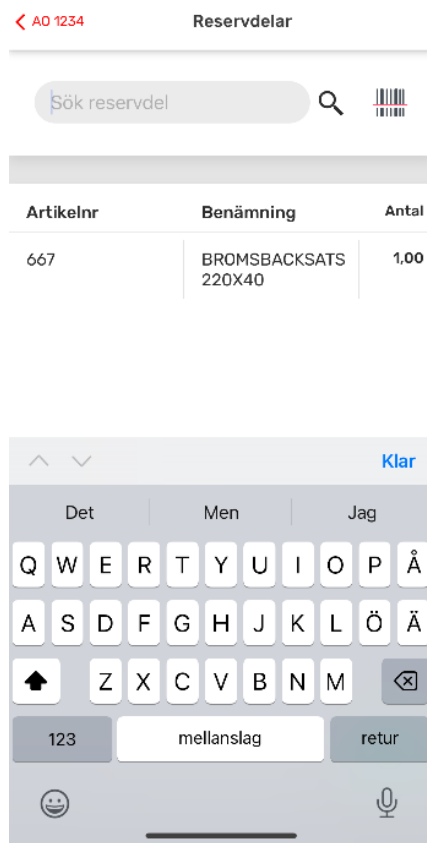 AO 1234 Reservdelar
Sök reservdel
Artikelnr Benämning Antal
667 BROMSBACKSATS 1,00
220X40
Klar
Det Men Jag
Q W E R T Y U I O P Å
A S D F G H J K L Ö Ä
Z X C V B N M
123 mellanslag retur